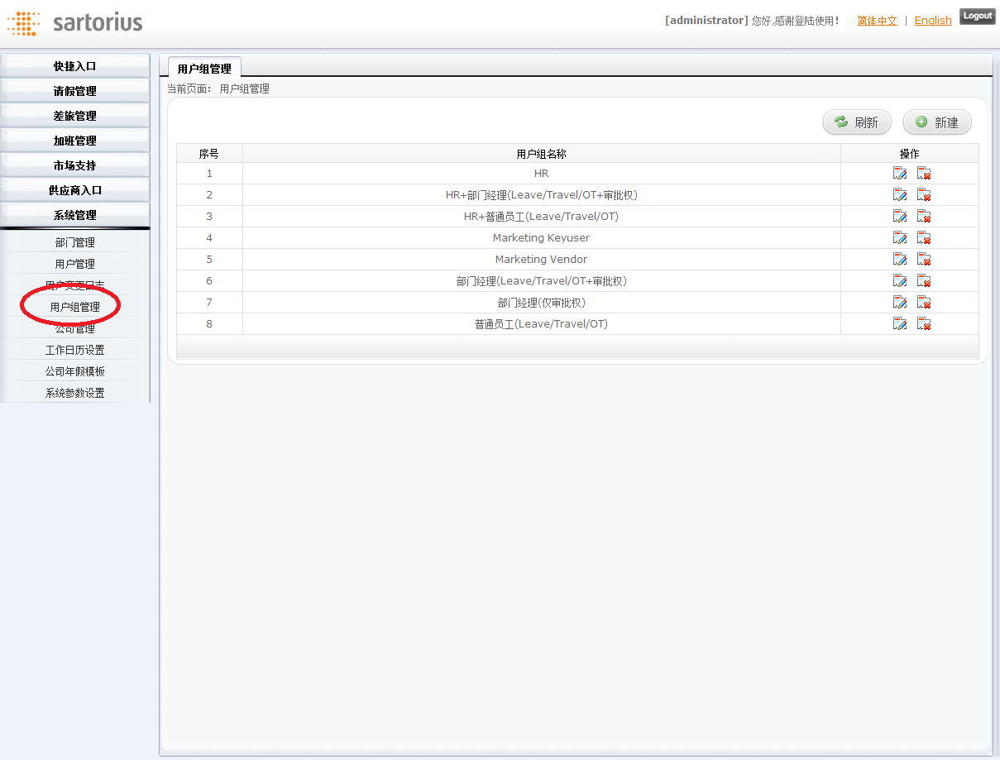 sartorius
[administrator] 您好,感谢登陆使用! 简体中文 | English Logout
快捷入口
请假管理
差旅管理
加班管理
市场支持
供应商入口
系统管理
部门管理
用户管理
用户变更日志
用户组管理
公司管理
工作日历设置
公司年假模板
系统参数设置
用户组管理
当前页面: 用户组管理
刷新 新建
序号 用户组名称 操作
1 HR
2 HR+部门经理(Leave/Travel/OT+审批权)
3 HR+普通员工(Leave/Travel/OT)
4 Marketing Keyuser
5 Marketing Vendor
6 部门经理(Leave/Travel/OT+审批权)
7 部门经理(仅审批权)
8 普通员工(Leave/Travel/OT)